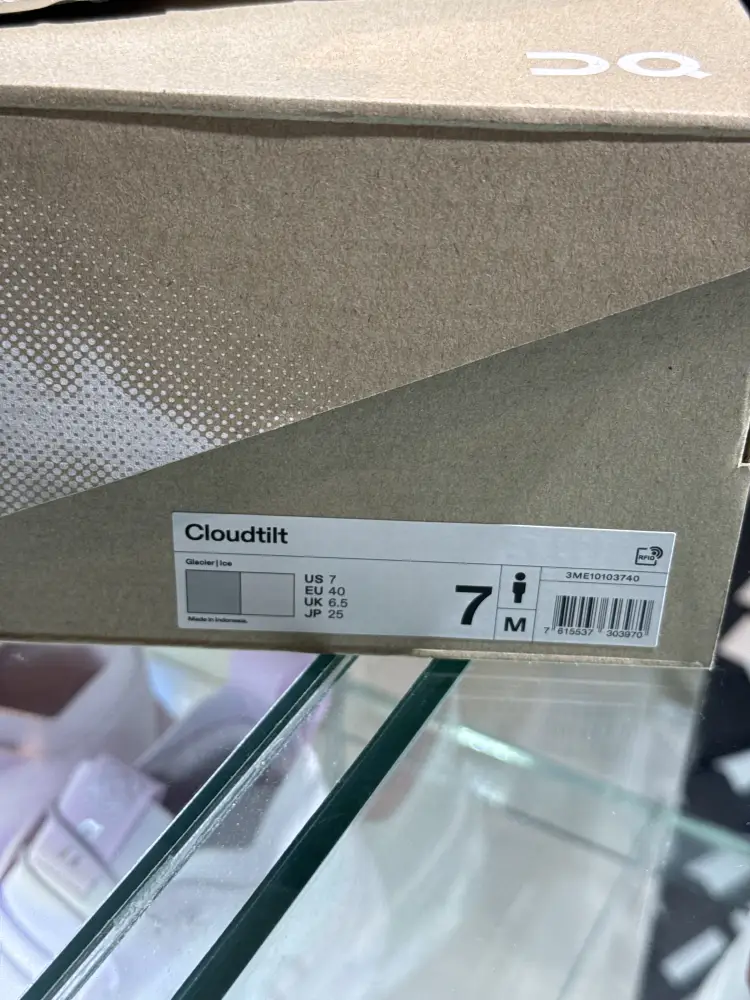 Cloudtilt
RFID
Glacier | Ice
US 7
EU 40
UK 6.5
JP 25
Made in Indonesia.
7
M
3ME10103740
7 615537 303970